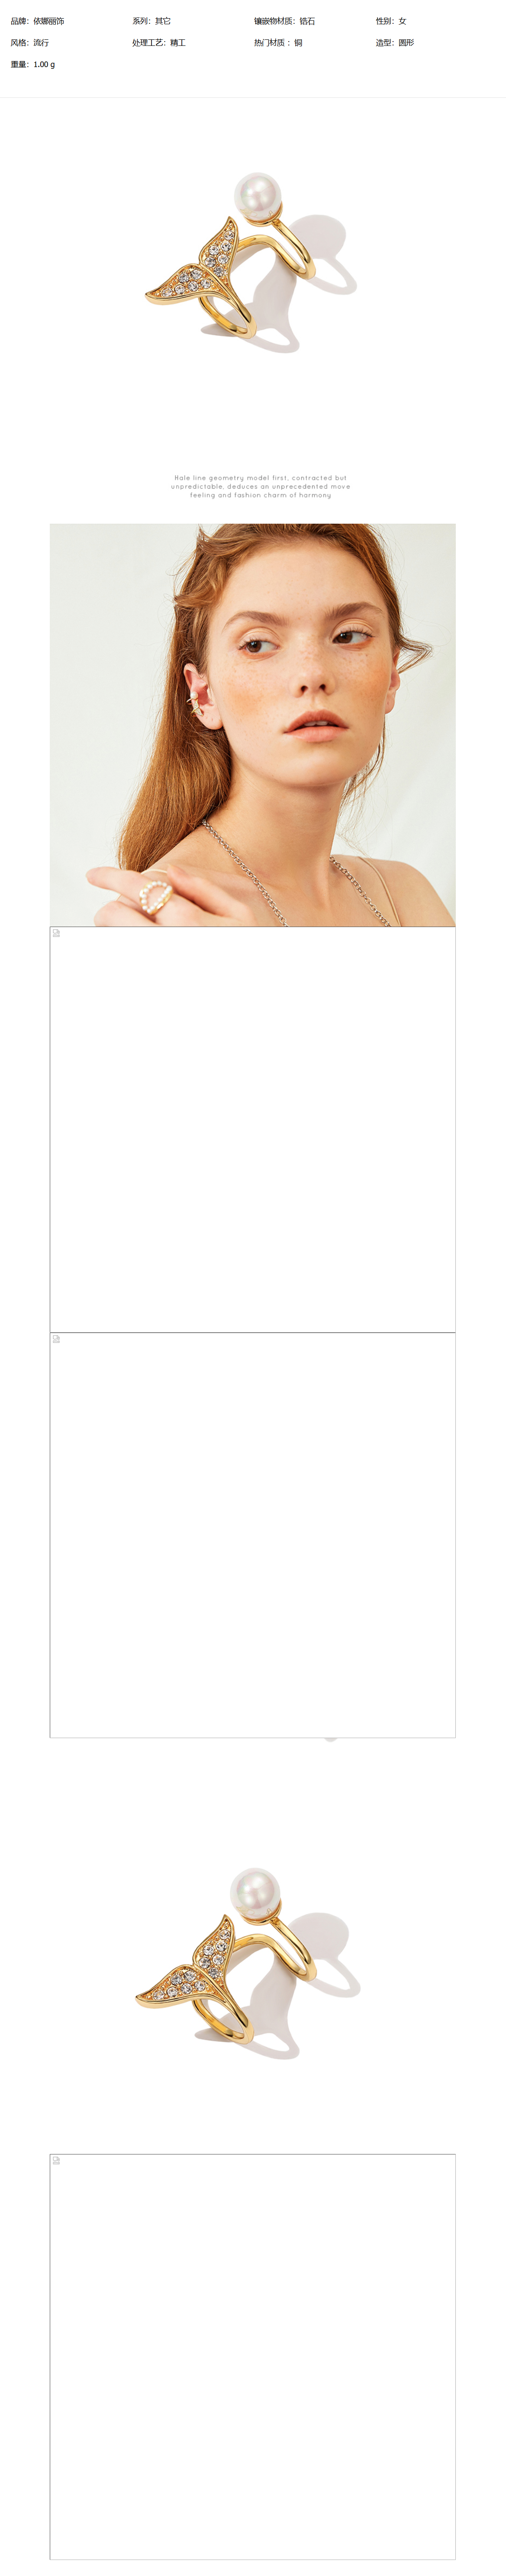 品牌：依娜丽饰 系列：其它 镶嵌物材质：锆石 性别：女
风格：流行 处理工艺：精工 热门材质 ：铜 造型：圆形
重量：1.00 g
Hale line geometry model first, contracted but
unpredictable, deduces an unprecedented move
feeling and fashion charm of harmony